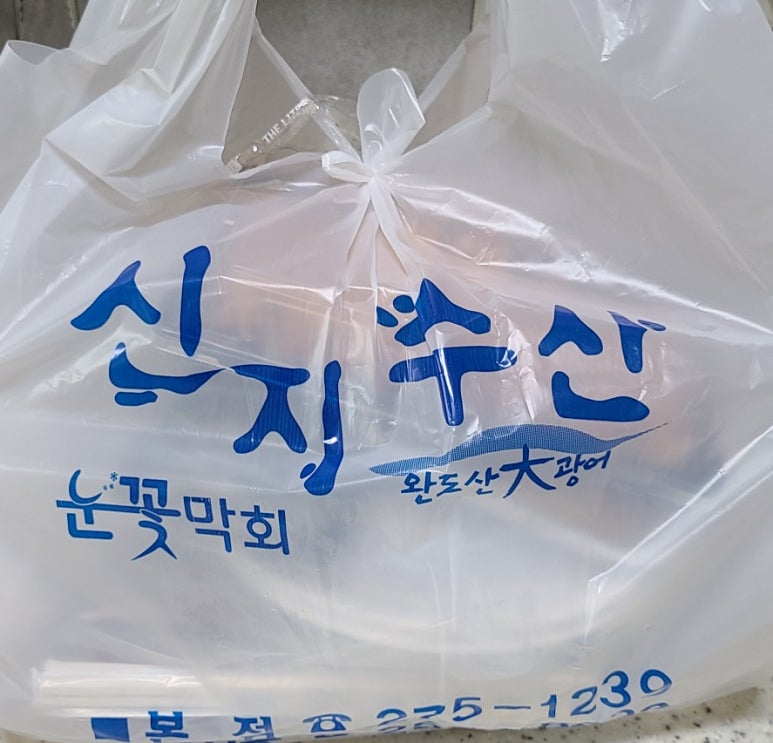 신지수산
완도산大광어
눈꽃막회
본점 ☎ 275-1230